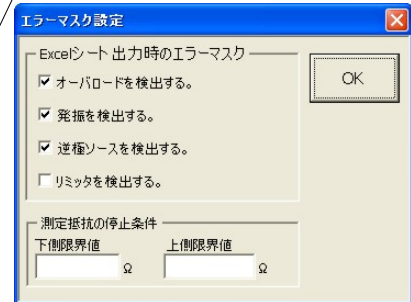 エラーマスク設定
Excelシート出力時のエラーマスク
オーバロードを検出する。
OK
発振を検出する。
逆極ソースを検出する。
リミッタを検出する。
測定抵抗の停止条件
下側限界値 上側限界値
Ω Ω